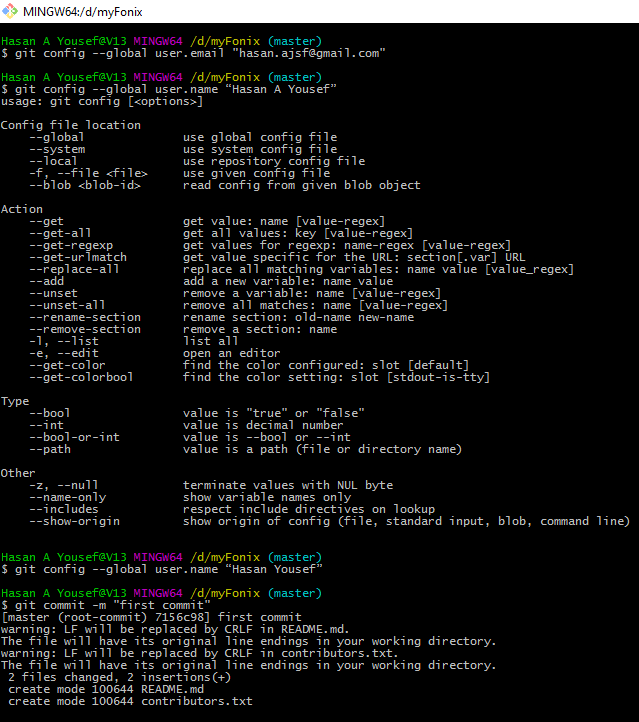 MINGW64:/d/myFonix
Hasan A Yousef@V13 MINGW64 /d/myFonix (master)
$ git config --global user.email "hasan.ajsf@gmail.com"
Hasan A Yousef@V13 MINGW64 /d/myFonix (master)
$ git config --global user.name “Hasan A Yousef”
usage: git config [<options>]
Config file location
    --global              use global config file
    --system              use system config file
    --local               use repository config file
    -f, --file <file>     use given config file
    --blob <blob-id>      read config from given blob object
Action
    --get                 get value: name [value-regex]
    --get-all             get all values: key [value-regex]
    --get-regexp          get values for regexp: name-regex [value-regex]
    --get-urlmatch        get value specific for the URL: section[.var] URL
    --replace-all         replace all matching variables: name value [value_regex]
    --add                 add a new variable: name value
    --unset               remove a variable: name [value-regex]
    --unset-all           remove all matches: name [value-regex]
    --rename-section      rename section: old-name new-name
    --remove-section      remove a section: name
    -l, --list            list all
    -e, --edit            open an editor
    --get-color           find the color configured: slot [default]
    --get-colorbool       find the color setting: slot [stdout-is-tty]
Type
    --bool                value is "true" or "false"
    --int                 value is decimal number
    --bool-or-int         value is --bool or --int
    --path                value is a path (file or directory name)
Other
    -z, --null            terminate values with NUL byte
    --name-only           show variable names only
    --includes            respect include directives on lookup
    --show-origin         show origin of config (file, standard input, blob, command line)
Hasan A Yousef@V13 MINGW64 /d/myFonix (master)
$ git config --global user.name “Hasan Yousef”
Hasan A Yousef@V13 MINGW64 /d/myFonix (master)
$ git commit -m "first commit"
[master (root-commit) 7156c98] first commit
warning: LF will be replaced by CRLF in README.md.
The file will have its original line endings in your working directory.
warning: LF will be replaced by CRLF in contributors.txt.
The file will have its original line endings in your working directory.
 2 files changed, 2 insertions(+)
 create mode 100644 README.md
 create mode 100644 contributors.txt